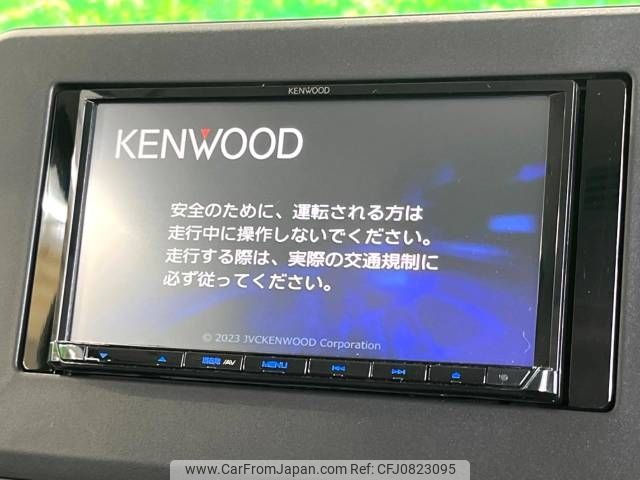 KENWOOD
KENWOOD
安全のために、運転される方は
走行中に操作しないでください。
走行する際は、実際の交通規制に
必ず従ってください。
© 2023 JVCKENWOOD Corporation
/AV MENU
www.CarFromJapan.com REFID:PN30823095